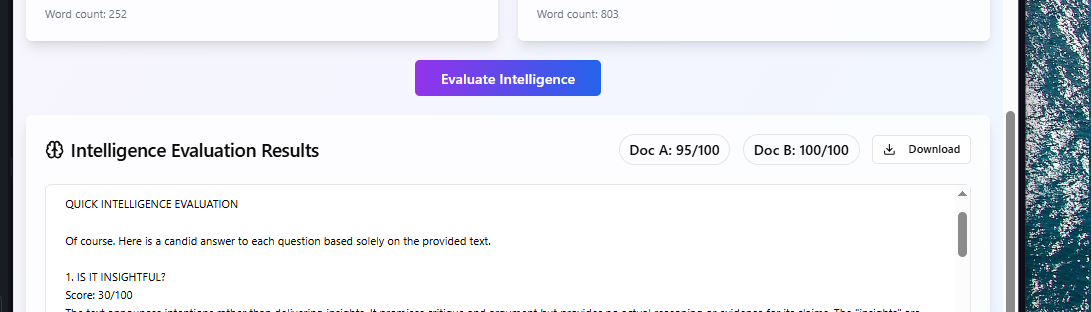 Word count: 252
Word count: 803
Evaluate Intelligence
Intelligence Evaluation Results
Doc A: 95/100
Doc B: 100/100
Download
QUICK INTELLIGENCE EVALUATION
Of course. Here is a candid answer to each question based solely on the provided text.
1. IS IT INSIGHTFUL?
Score: 30/100
The text announces intentions rather than delivering insights. It promises critique and argument but provides no actual reasoning or evidence for its claims. The "insights" are